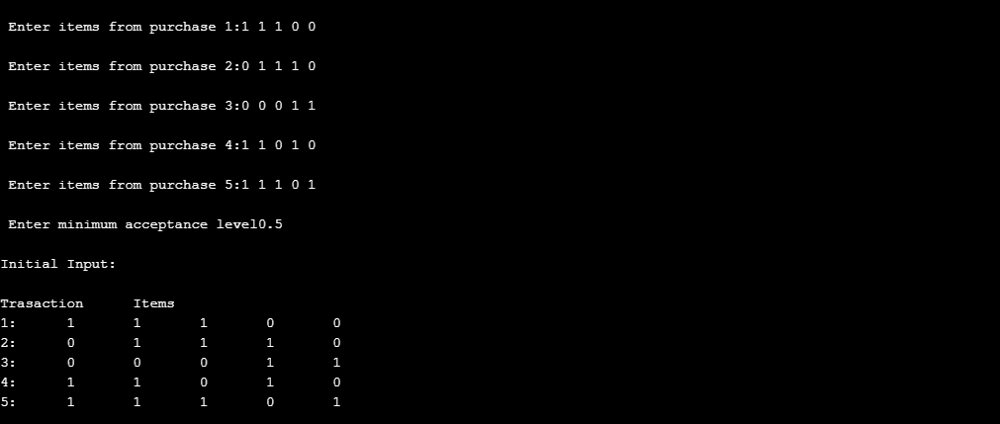 Enter items from purchase 1:1 1 1 0 0
Enter items from purchase 2:0 1 1 1 0
Enter items from purchase 3:0 0 0 1 1
Enter items from purchase 4:1 1 0 1 0
Enter items from purchase 5:1 1 1 0 1
Enter minimum acceptance level0.5
Initial Input:
Trasaction Items
1: 1 1 1 0 0
2: 0 1 1 1 0
3: 0 0 0 1 1
4: 1 1 0 1 0
5: 1 1 1 0 1